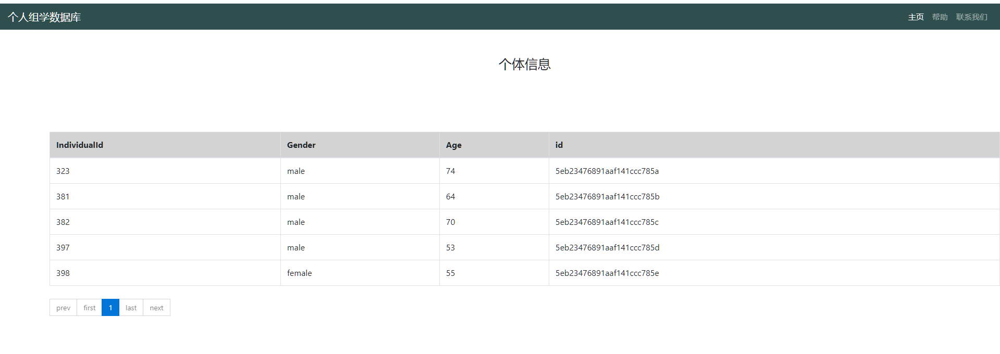 个人组学数据库 主页 帮助 联系我们
个体信息
IndividualId Gender Age id
323 male 74 5eb23476891aaf141ccc785a
381 male 64 5eb23476891aaf141ccc785b
382 male 70 5eb23476891aaf141ccc785c
397 male 53 5eb23476891aaf141ccc785d
398 female 55 5eb23476891aaf141ccc785e
prev first 1 last next